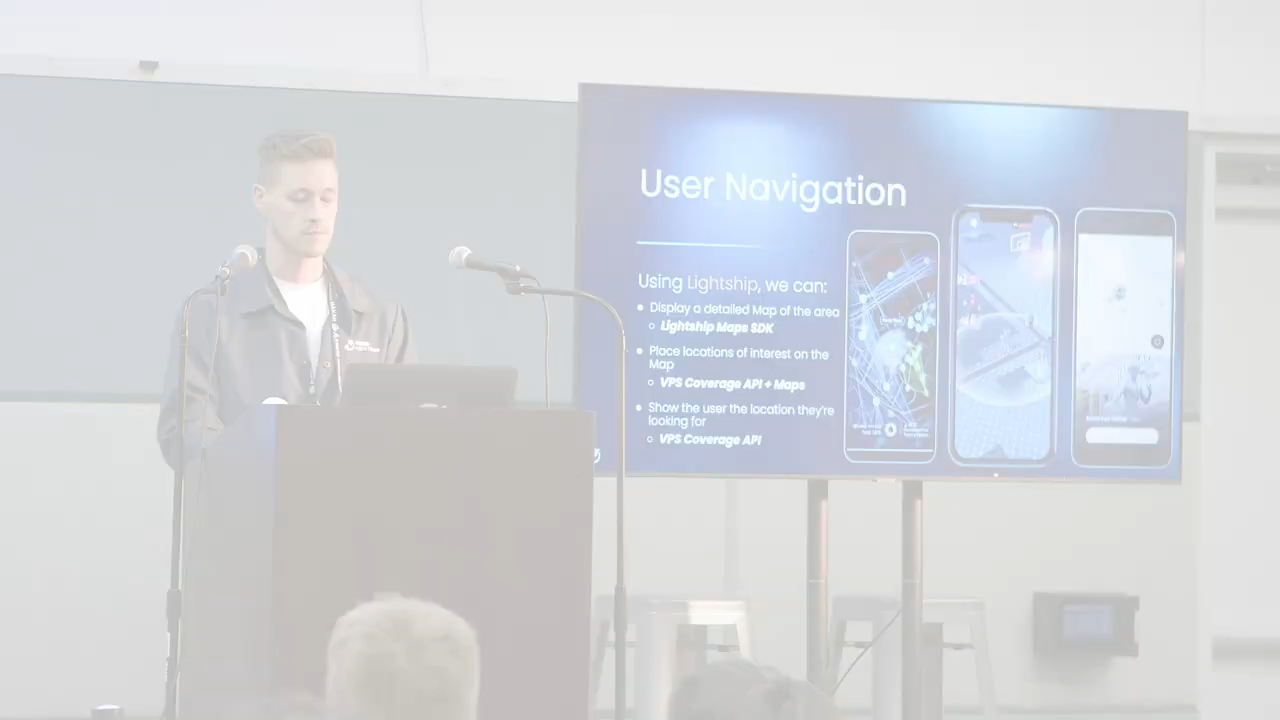 User Navigation
Using Lightship, we can:
Display a detailed Map of the area
Lightship Maps SDK
Place locations of interest on the
Map
VPS Coverage API + Maps
Show the user the location they're
looking for
VPS Coverage API